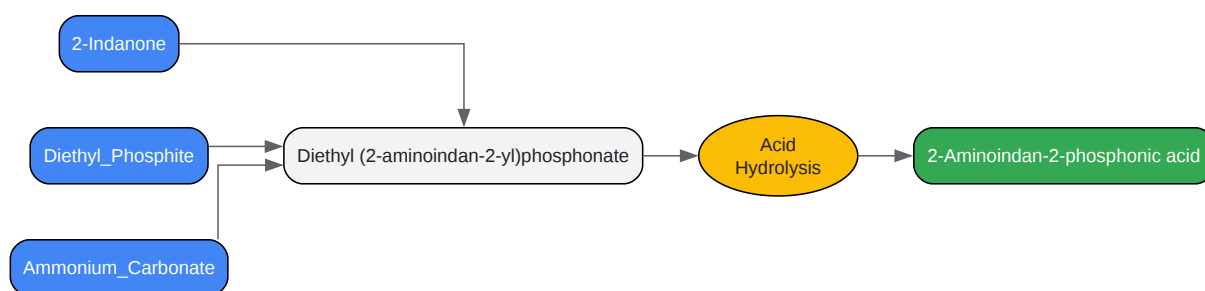 2-Indanone
Diethyl_Phosphite
Ammonium_Carbonate
Diethyl (2-aminoindan-2-yl)phosphonate
Acid
Hydrolysis
2-Aminoindan-2-phosphonic acid